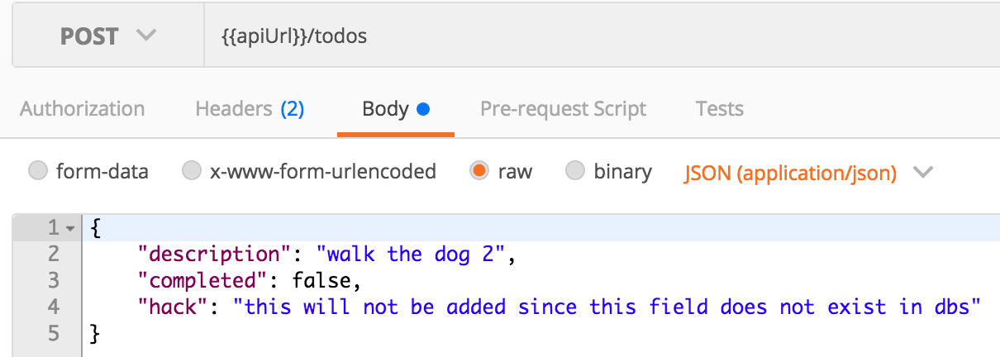 POST {{apiUrl}}/todos
Authorization Headers (2) Body Pre-request Script Tests
form-data x-www-form-urlencoded raw binary JSON (application/json)
1 {
2 "description": "walk the dog 2",
3 "completed": false,
4 "hack": "this will not be added since this field does not exist in dbs"
5 }